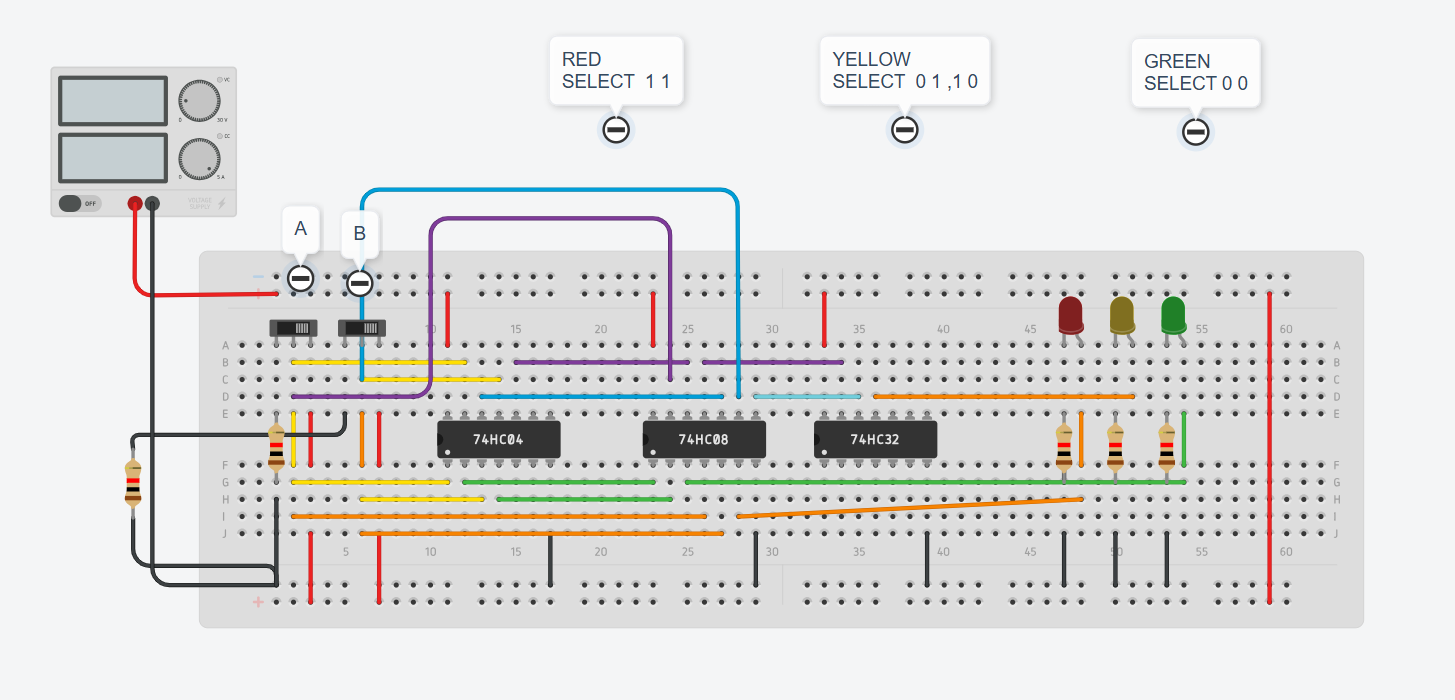 RED
SELECT 1 1
YELLOW
SELECT 0 1 ,1 0
GREEN
SELECT 0 0
VC
0 30 V
CC
0 5 A
OFF
VOLTAGE
SUPPLY
A
B
10 15 20 25 30 35 40 45 55 60
A A
B B
C C
D D
E E
74HC04 74HC08 74HC32
F F
G G
H H
I I
J J
5 10 15 20 25 30 35 40 45 50 55 60